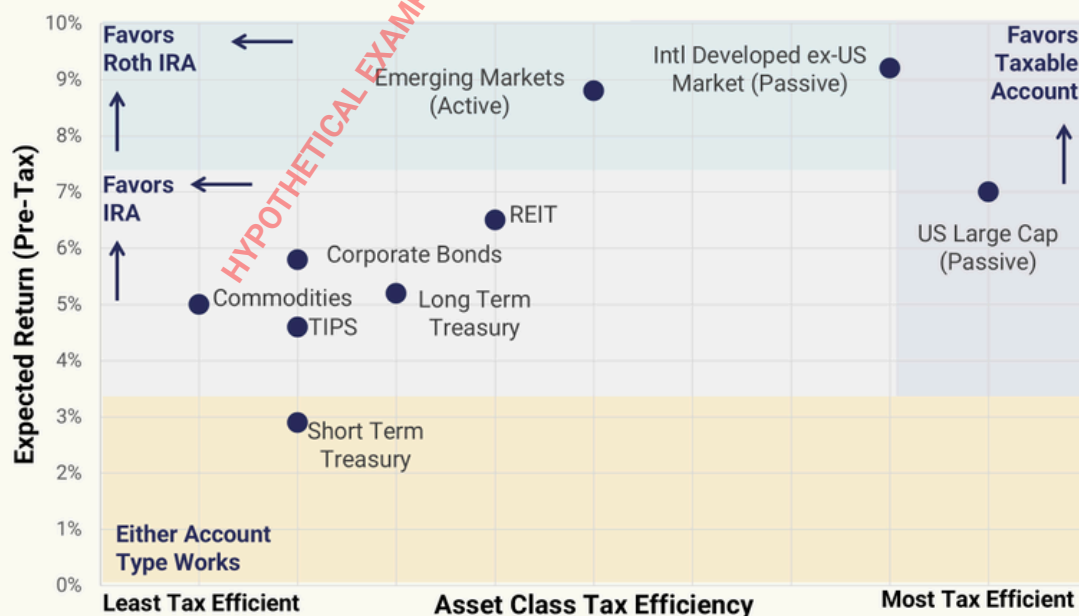 10%
9%
8%
7%
6%
5%
4%
3%
2%
1%
0%
Expected Return (Pre-Tax)
Favors
Roth IRA
Favors
IRA
HYPOTHETICAL
Emerging Markets
(Active)
Intl Developed ex-US
Market (Passive)
Favors
Taxable
Account
US Large Cap
(Passive)
REIT
Corporate Bonds
Commodities
Long Term
Treasury
TIPS
Short Term
Treasury
Either Account
Type Works
Least Tax Efficient
Asset Class Tax Efficiency
Most Tax Efficient